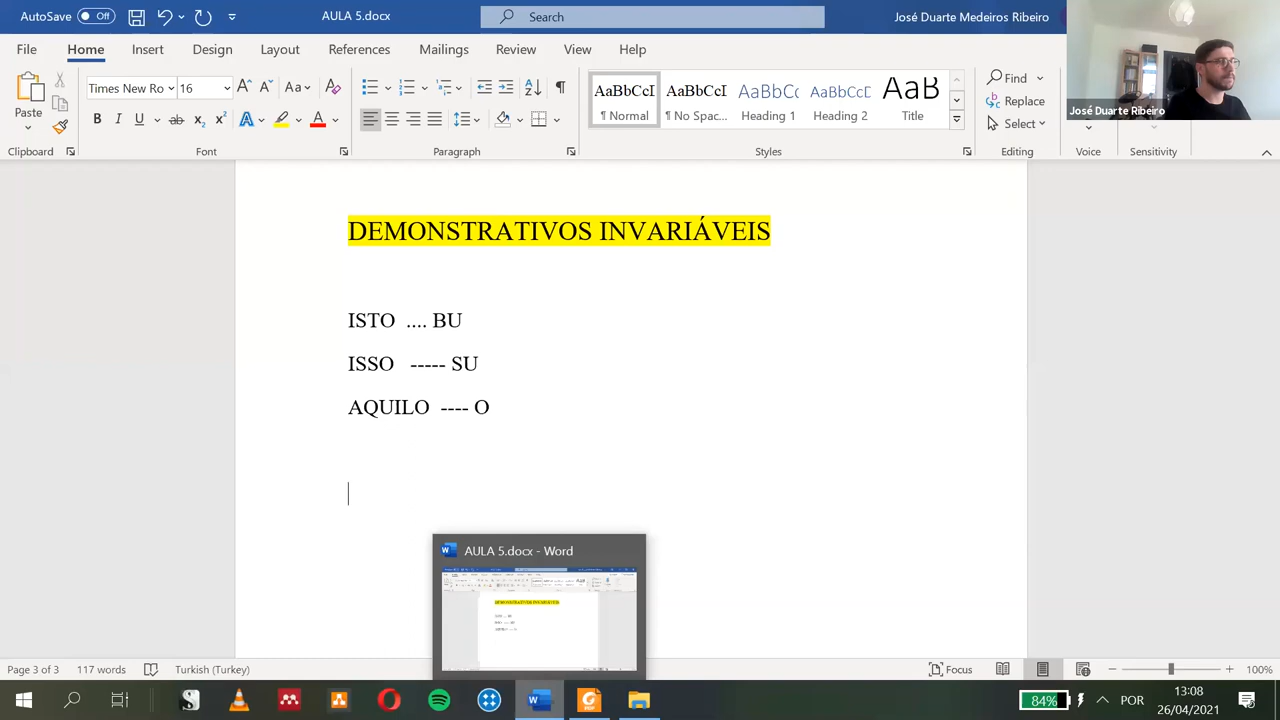 AutoSave Off AULA 5.docx Search José Duarte Medeiros Ribeiro
File Home Insert Design Layout References Mailings Review View Help
Times New Ro 16
Paste
Clipboard Font Paragraph Styles Editing Voice Sensitivity
AaBbCcI AaBbCcI AaBbCc AaBbCcI AaB
¶ Normal ¶ No Spac... Heading 1 Heading 2 Title
Find
Replace
Select
José Duarte Ribeiro
DEMONSTRATIVOS INVARIÁVEIS
ISTO .... BU
ISSO ----- SU
AQUILO ---- O
AULA 5.docx - Word
DEMONSTRATIVOS INVARIÁVEIS
Page 3 of 3 117 words Turkish (Turkey) Focus 100%
84% POR 13:08
26/04/2021